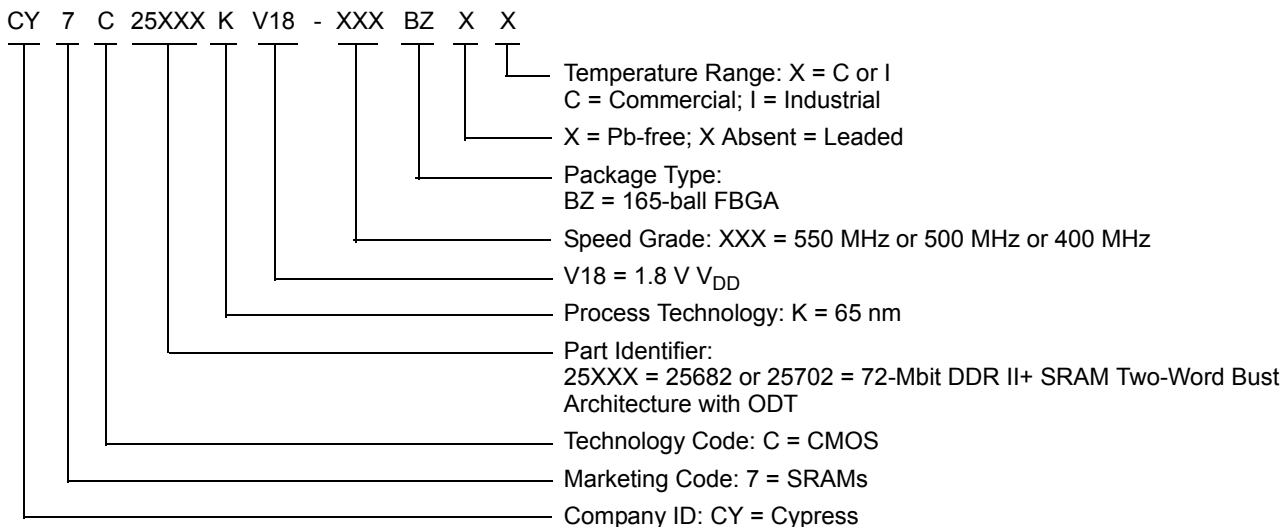 CY 7 C 25XXX K V18 - XXX BZ X X
Temperature Range: X = C or I
C = Commercial; I = Industrial
X = Pb-free; X Absent = Leaded
Package Type:
BZ = 165-ball FBGA
Speed Grade: XXX = 550 MHz or 500 MHz or 400 MHz
V18 = 1.8 V VDD
Process Technology: K = 65 nm
Part Identifier:
25XXX = 25682 or 25702 = 72-Mbit DDR II+ SRAM Two-Word Bust
Architecture with ODT
Technology Code: C = CMOS
Marketing Code: 7 = SRAMs
Company ID: CY = Cypress